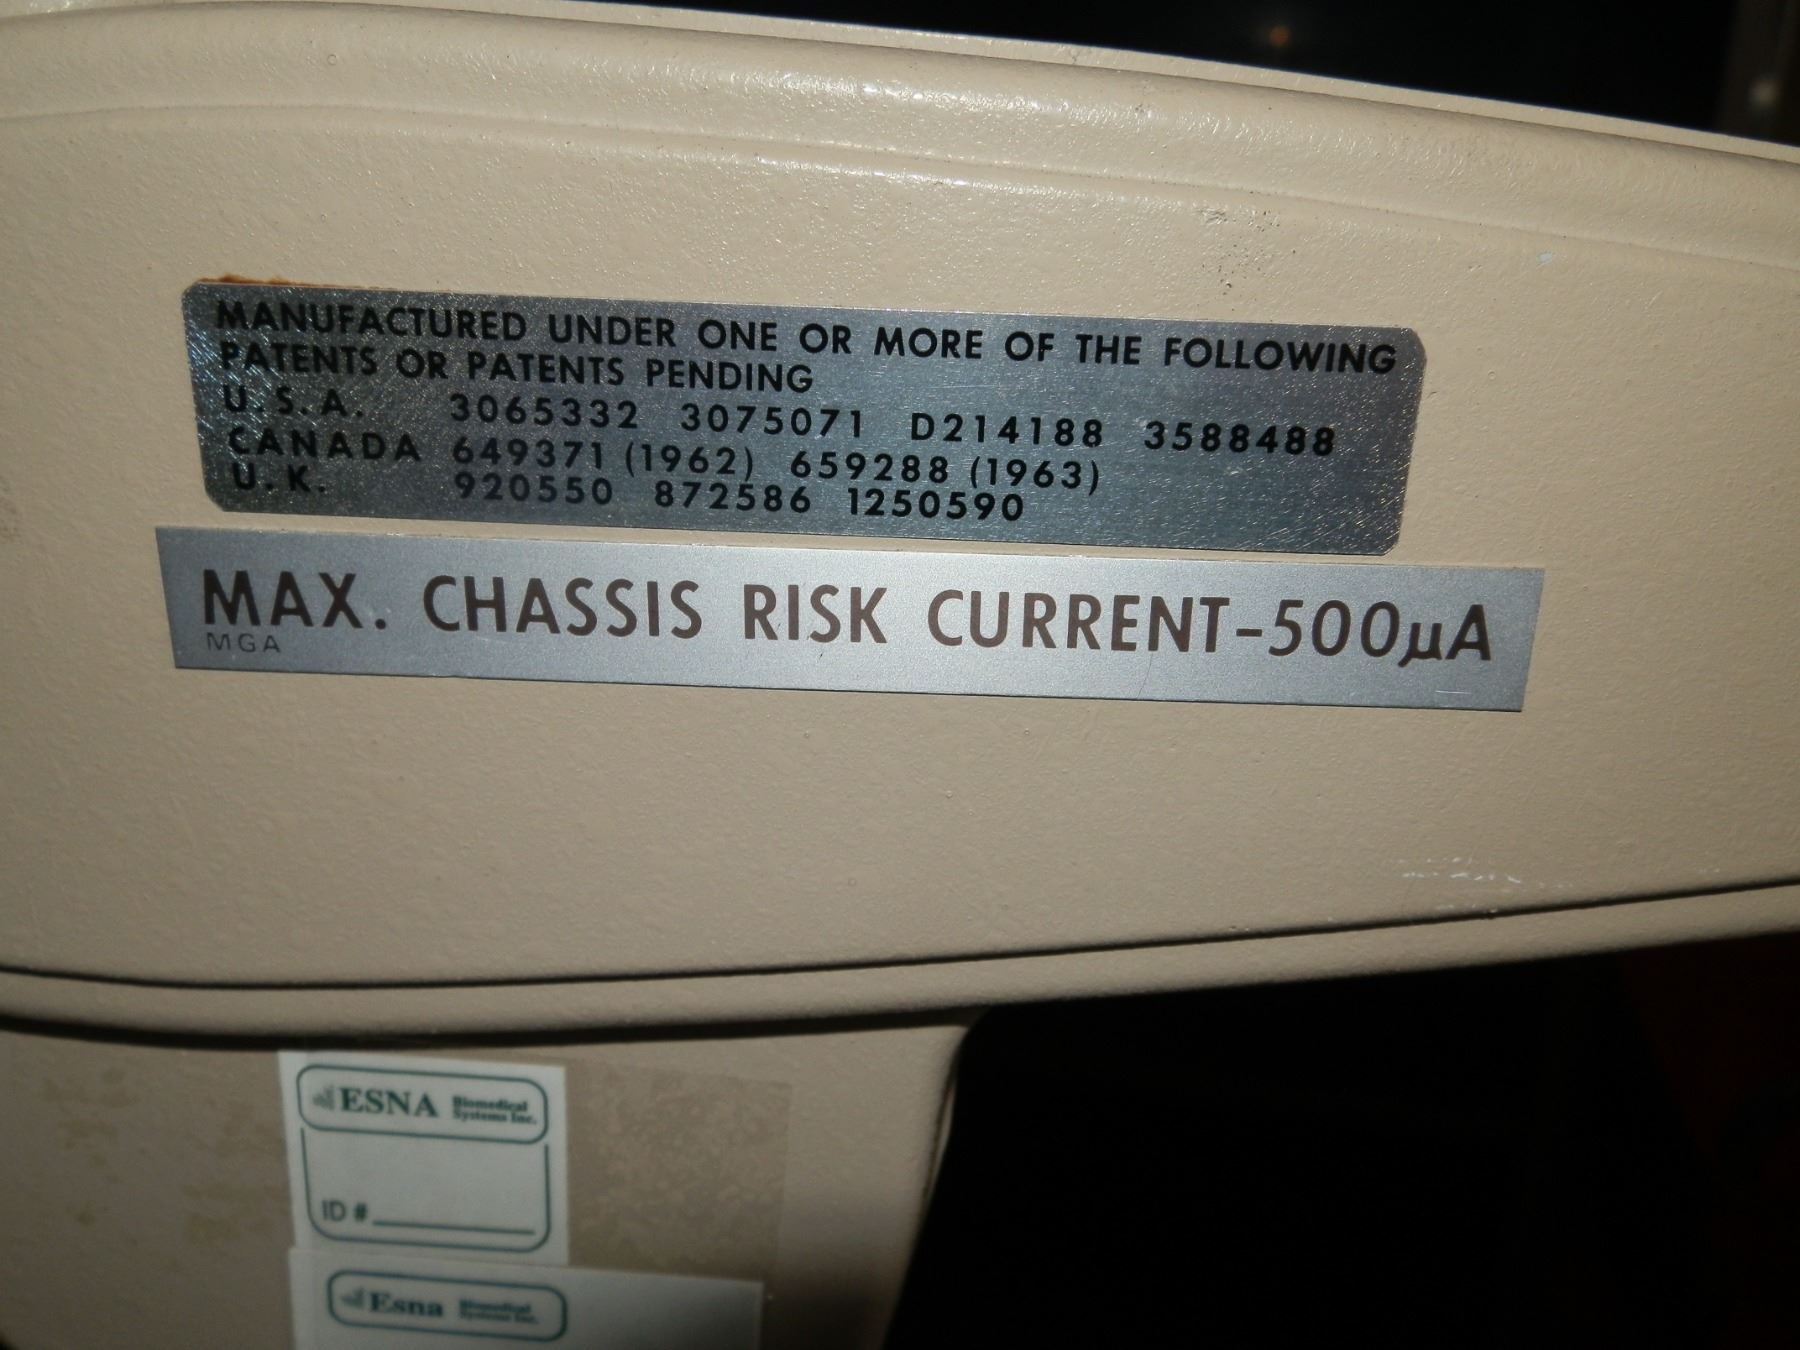 MANUFACTURED UNDER ONE OR MORE OF THE FOLLOWING
PATENTS OR PATENTS PENDING
U.S.A. 3065332 3075071 D214188 3588488
CANADA 649371 (1962) 659288 (1963)
U.K. 920550 872586 1250590
MAX. CHASSIS RISK CURRENT-500µA
MGA
ESNA Biomedical
Systems Inc.
ID #
Esna Biomedical
Systems Inc.